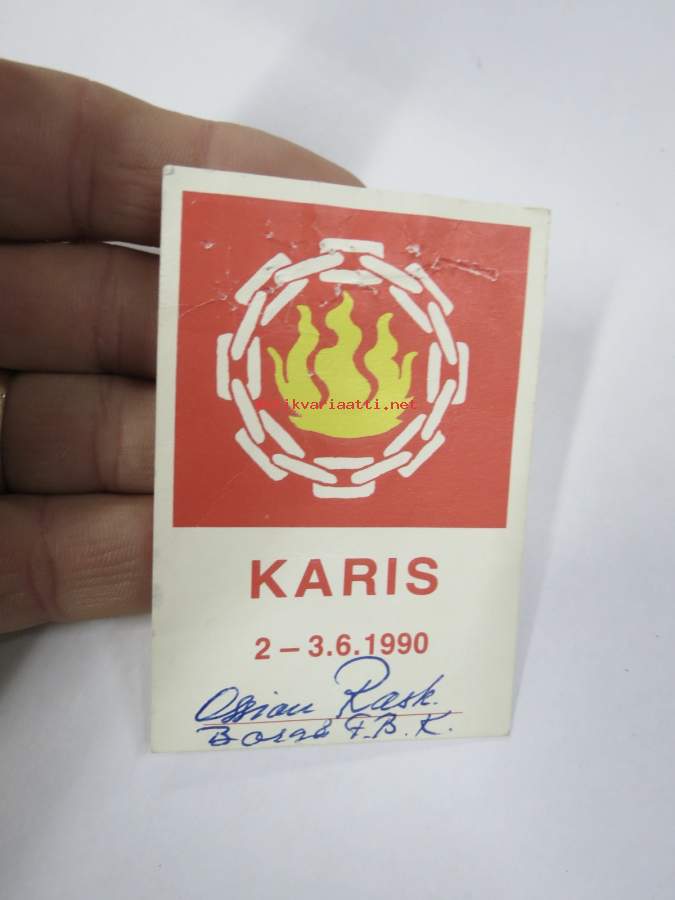 antikvariaatti.net
KARIS
2 – 3.6.1990
Ossian Rask.
Borgå F.B.K.